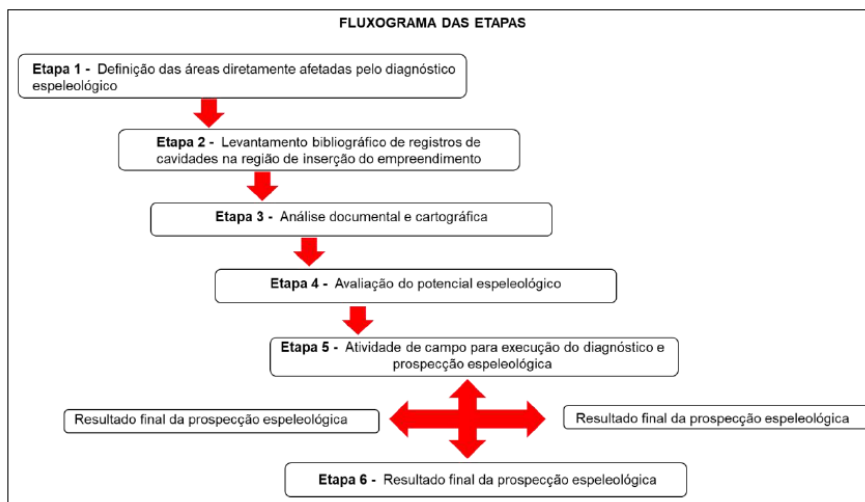 FLUXOGRAMA DAS ETAPAS
Etapa 1 - Definição das áreas diretamente afetadas pelo diagnóstico
espeleológico
Etapa 2 - Levantamento bibliográfico de registros de
cavidades na região de inserção do empreendimento
Etapa 3 - Análise documental e cartográfica
Etapa 4 - Avaliação do potencial espeleológico
Etapa 5 - Atividade de campo para execução do diagnóstico e
prospecção espeleológica
Resultado final da prospecção espeleológica
Resultado final da prospecção espeleológica
Etapa 6 - Resultado final da prospecção espeleológica